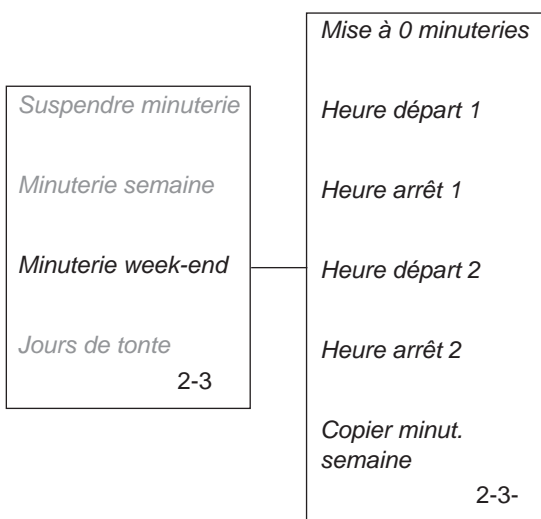 Suspendre minuterie
Minuterie semaine
Minuterie week-end
Jours de tonte
2-3
Mise à 0 minuteries
Heure départ 1
Heure arrêt 1
Heure départ 2
Heure arrêt 2
Copier minut.
semaine
2-3-